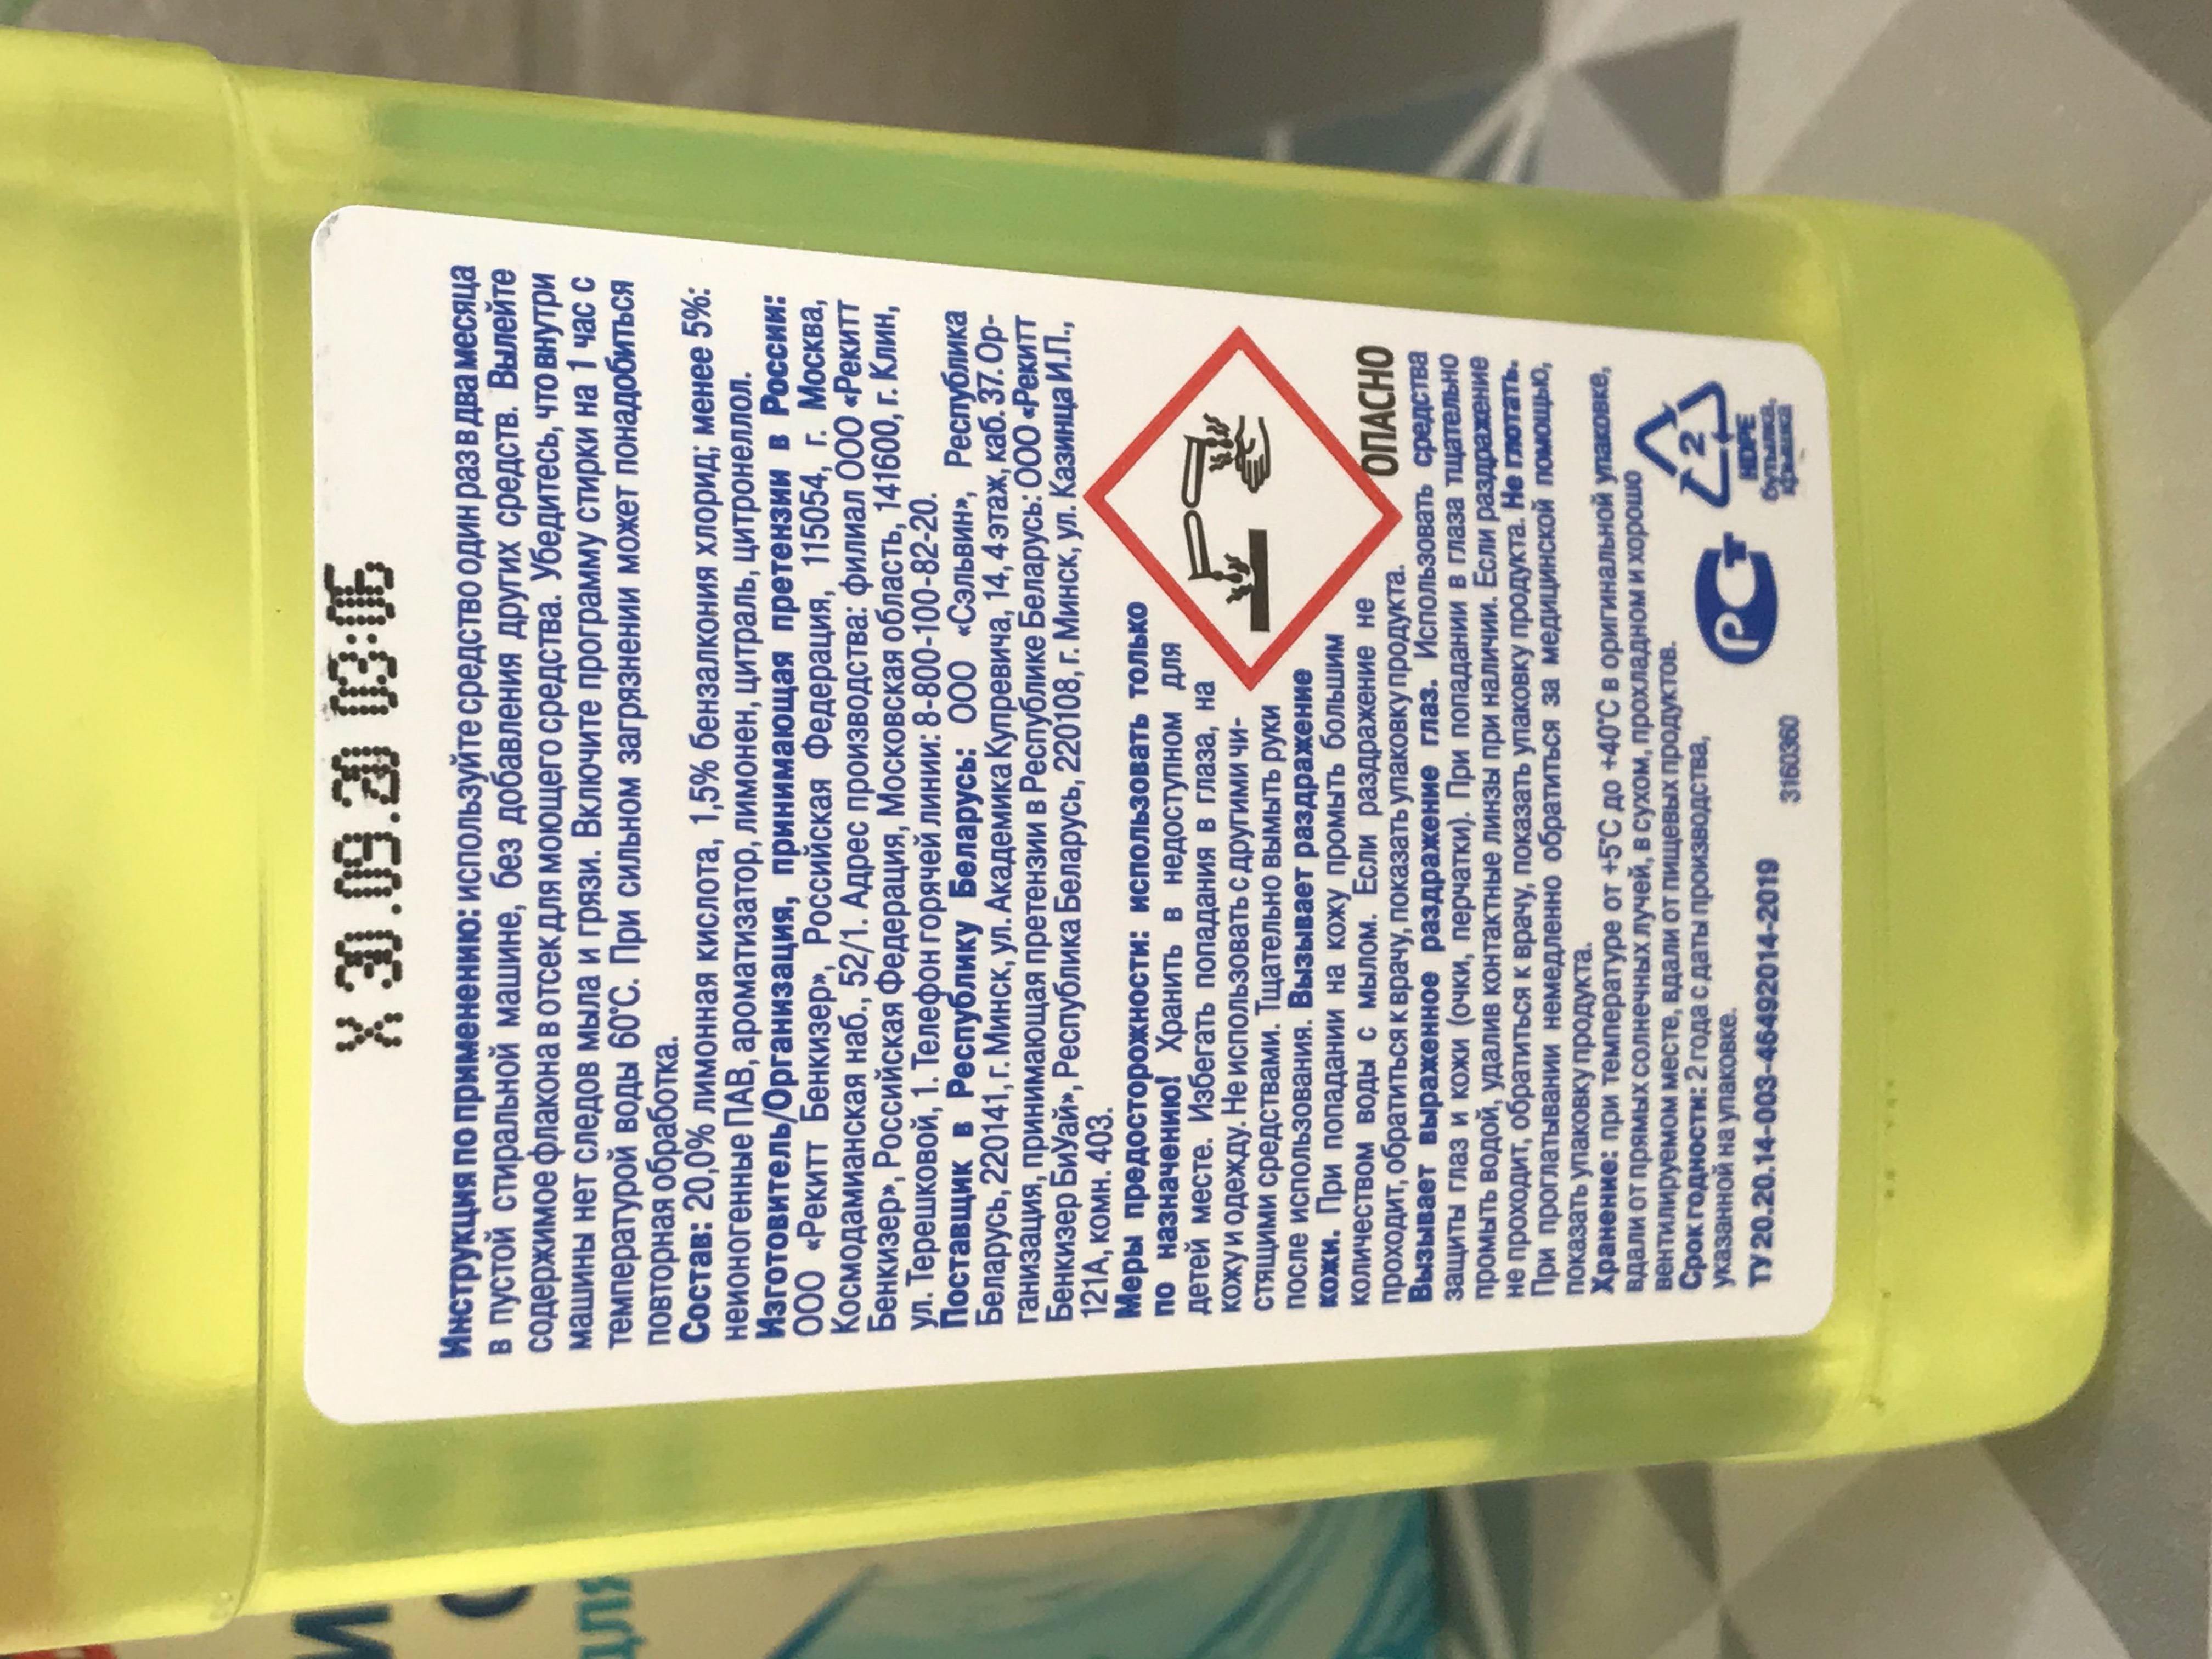 X 30.09.20 03:06
Инструкция по применению: используйте средство один раз в два месяца
в пустой стиральной машине, без добавления других средств. Вылейте
содержимое флакона в отсек для моющего средства. Убедитесь, что внутри
машины нет следов мыла и грязи. Включите программу стирки на 1 час с
температурой воды 60°С. При сильном загрязнении может понадобиться
повторная обработка.
Состав: 20,0% лимонная кислота, 1,5% бензалкония хлорид; менее 5%:
неионогенные ПАВ, ароматизатор, лимонен, цитраль, цитронеллол.
Изготовитель/Организация, принимающая претензии в России:
ООО «Рекитт Бенкизер», Российская Федерация, 115054, г. Москва,
Космодамианская наб., 52/1. Адрес производства: филиал ООО «Рекитт
Бенкизер», Российская Федерация, Московская область, 141600, г. Клин,
ул. Терешковой, 1. Телефон горячей линии: 8-800-100-82-20.
Поставщик в Республику Беларусь: ООО «Сэльвин», Республика
Беларусь, 220141, г. Минск, ул. Академика Купревича, 14, 4 этаж, каб. 37. Ор-
ганизация, принимающая претензии в Республике Беларусь: ООО «Рекитт
Бенкизер БиУай», Республика Беларусь, 220108, г. Минск, ул. Казинца И.П.,
121А, комн. 403.
Меры предосторожности: использовать только
по назначению! Хранить в недоступном для
детей месте. Избегать попадания в глаза, на
кожу и одежду. Не использовать с другими чи-
стящими средствами. Тщательно вымыть руки
после использования. Вызывает раздражение
кожи. При попадании на кожу промыть большим
количеством воды с мылом. Если раздражение не
проходит, обратиться к врачу, показать упаковку продукта.
ОПАСНО
Вызывает выраженное раздражение глаз. Использовать средства
защиты глаз и кожи (очки, перчатки). При попадании в глаза тщательно
промыть водой, удалив контактные линзы при наличии. Если раздражение
не проходит, обратиться к врачу, показать упаковку продукта. Не глотать.
При проглатывании немедленно обратиться за медицинской помощью,
показать упаковку продукта.
Хранение: при температуре от +5°С до +40°С в оригинальной упаковке,
вдали от прямых солнечных лучей, в сухом, прохладном и хорошо
вентилируемом месте, вдали от пищевых продуктов.
Срок годности: 2 года с даты производства,
указанной на упаковке.
ТУ 20.20.14-003-46492014-2019
3160360
РСТ
2
HDPE
бутылка,
крышка
для